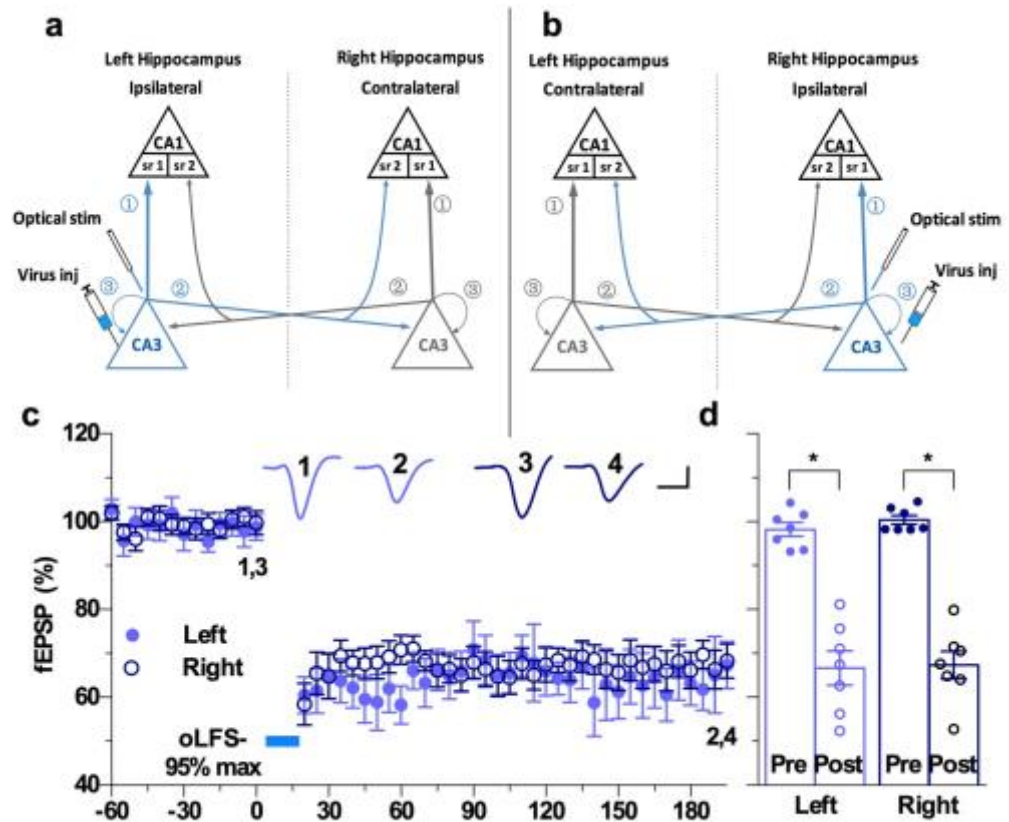 a
Left Hippocampus
Ipsilateral
Right Hippocampus
Contralateral
CA1
sr 1 sr 2
CA1
sr 2 sr 1
①
①
Optical stim
Virus inj
③
②
②
③
CA3
CA3
b
Left Hippocampus
Contralateral
Right Hippocampus
Ipsilateral
CA1
sr 1 sr 2
CA1
sr 2 sr 1
①
①
Optical stim
Virus inj
③
②
②
③
CA3
CA3
c
120
100
80
60
40
fEPSP (%)
1
2
3
4
1,3
Left
Right
oLFS-
95% max
2,4
-60 -30 0 30 60 90 120 150 180
d
* *
Pre Post Pre Post
Left Right